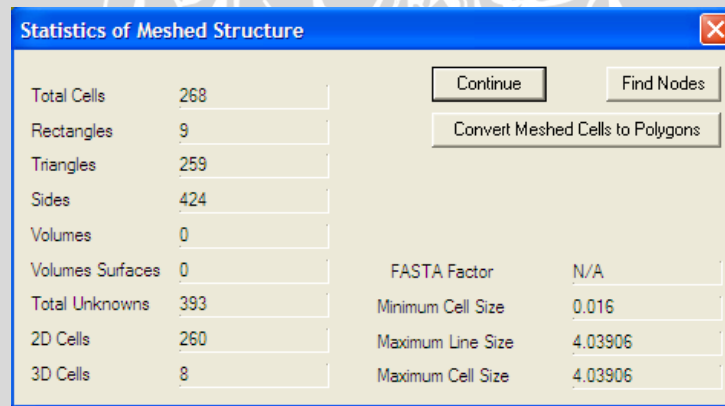 Statistics of Meshed Structure
Continue Find Nodes
Total Cells 268
Rectangles 9
Convert Meshed Cells to Polygons
Triangles 259
Sides 424
Volumes 0
Volumes Surfaces 0 FASTA Factor N/A
Total Unknowns 393 Minimum Cell Size 0.016
2D Cells 260 Maximum Line Size 4.03906
3D Cells 8 Maximum Cell Size 4.03906